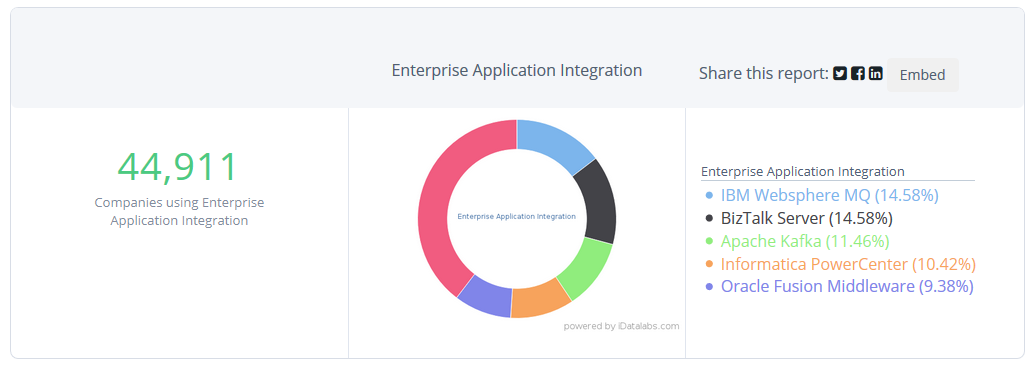 Enterprise Application Integration
Share this report:
Embed
44,911
Companies using Enterprise
Application Integration
Enterprise Application Integration
powered by iDatalabs.com
Enterprise Application Integration
IBM Websphere MQ (14.58%)
BizTalk Server (14.58%)
Apache Kafka (11.46%)
Informatica PowerCenter (10.42%)
Oracle Fusion Middleware (9.38%)